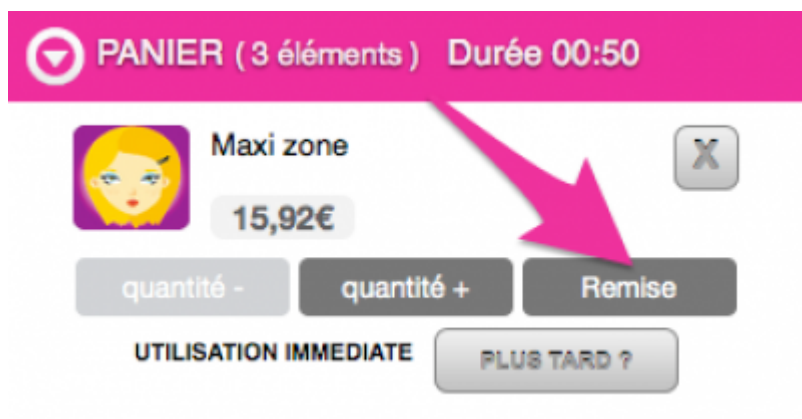 PANIER ( 3 éléments ) Durée 00:50
Maxi zone
X
15,92€
quantité - quantité + Remise
UTILISATION IMMEDIATE PLUS TARD ?